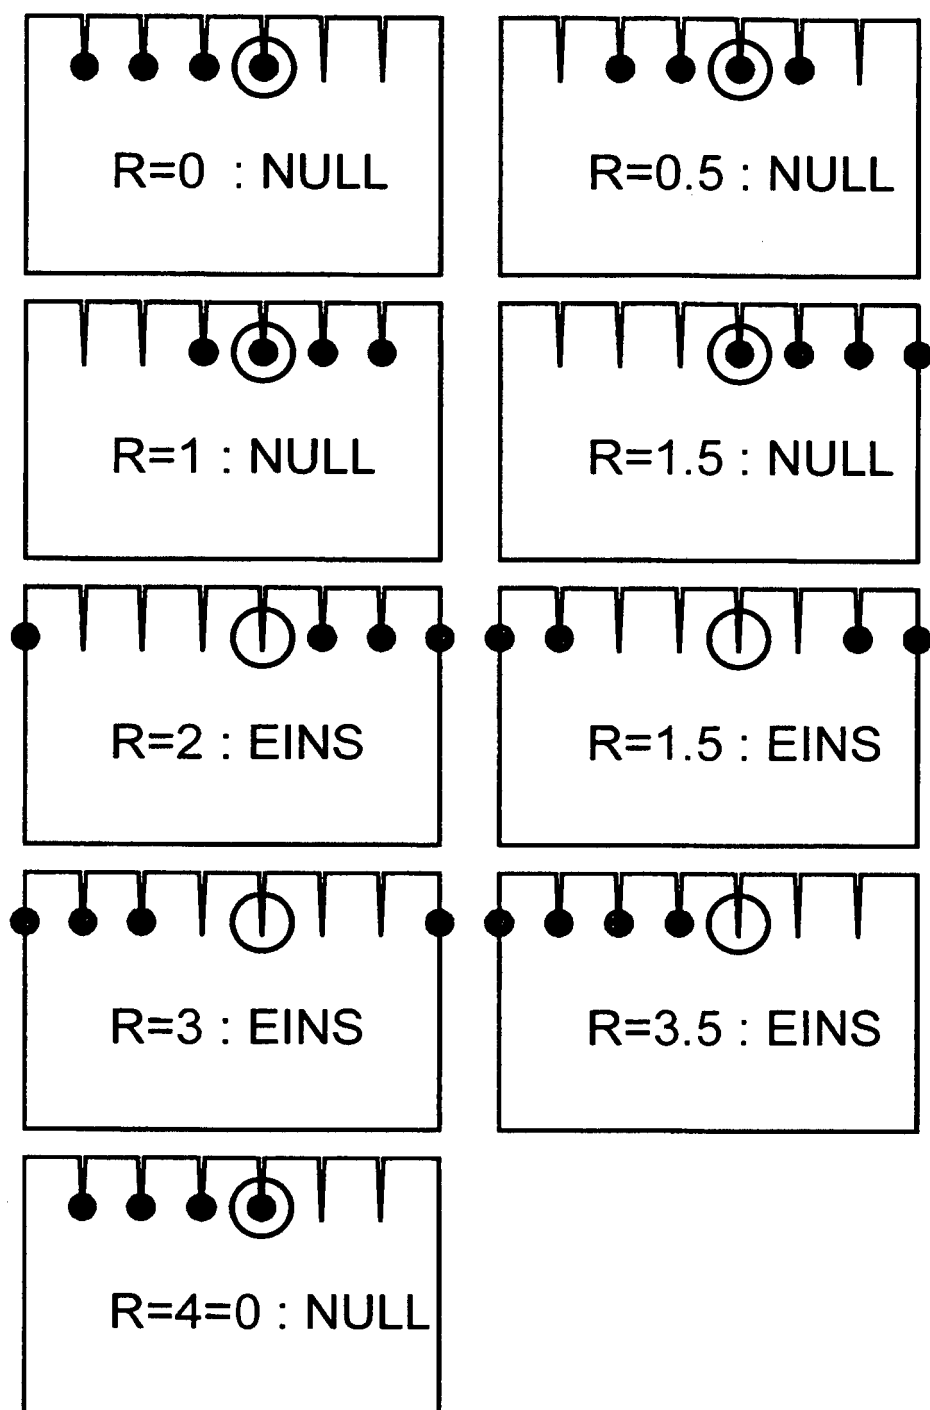 R=0 : NULL
R=0.5 : NULL
R=1 : NULL
R=1.5 : NULL
R=2 : EINS
R=1.5 : EINS
R=3 : EINS
R=3.5 : EINS
R=4=0 : NULL